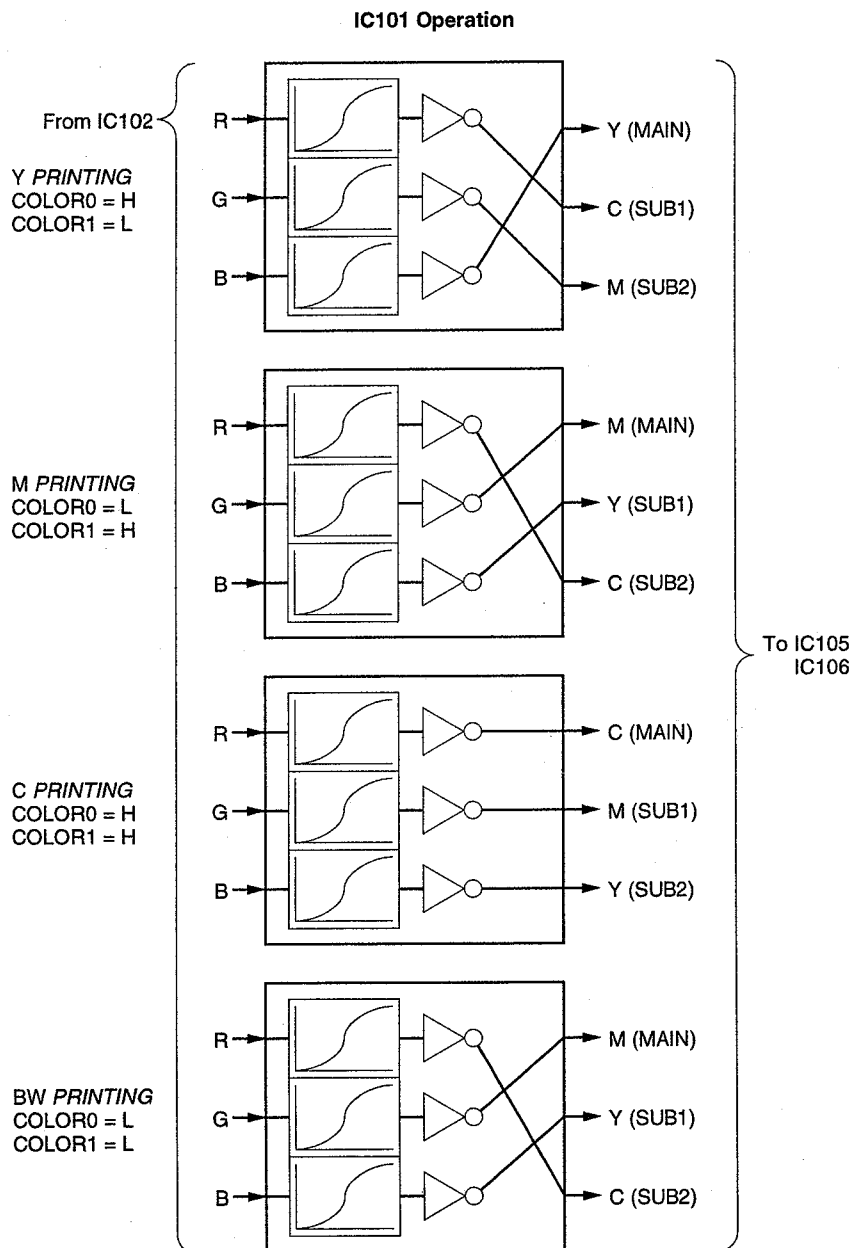 IC101 Operation
From IC102
Y PRINTING
COLOR0 = H
COLOR1 = L
R
G
B
Y (MAIN)
C (SUB1)
M (SUB2)
M PRINTING
COLOR0 = L
COLOR1 = H
R
G
B
M (MAIN)
Y (SUB1)
C (SUB2)
To IC105
IC106
C PRINTING
COLOR0 = H
COLOR1 = H
R
G
B
C (MAIN)
M (SUB1)
Y (SUB2)
BW PRINTING
COLOR0 = L
COLOR1 = L
R
G
B
M (MAIN)
Y (SUB1)
C (SUB2)